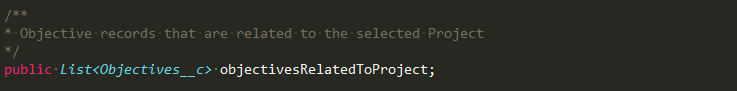 /**
* Objective records that are related to the selected Project
*/
public List<Objectives__c> objectivesRelatedToProject;